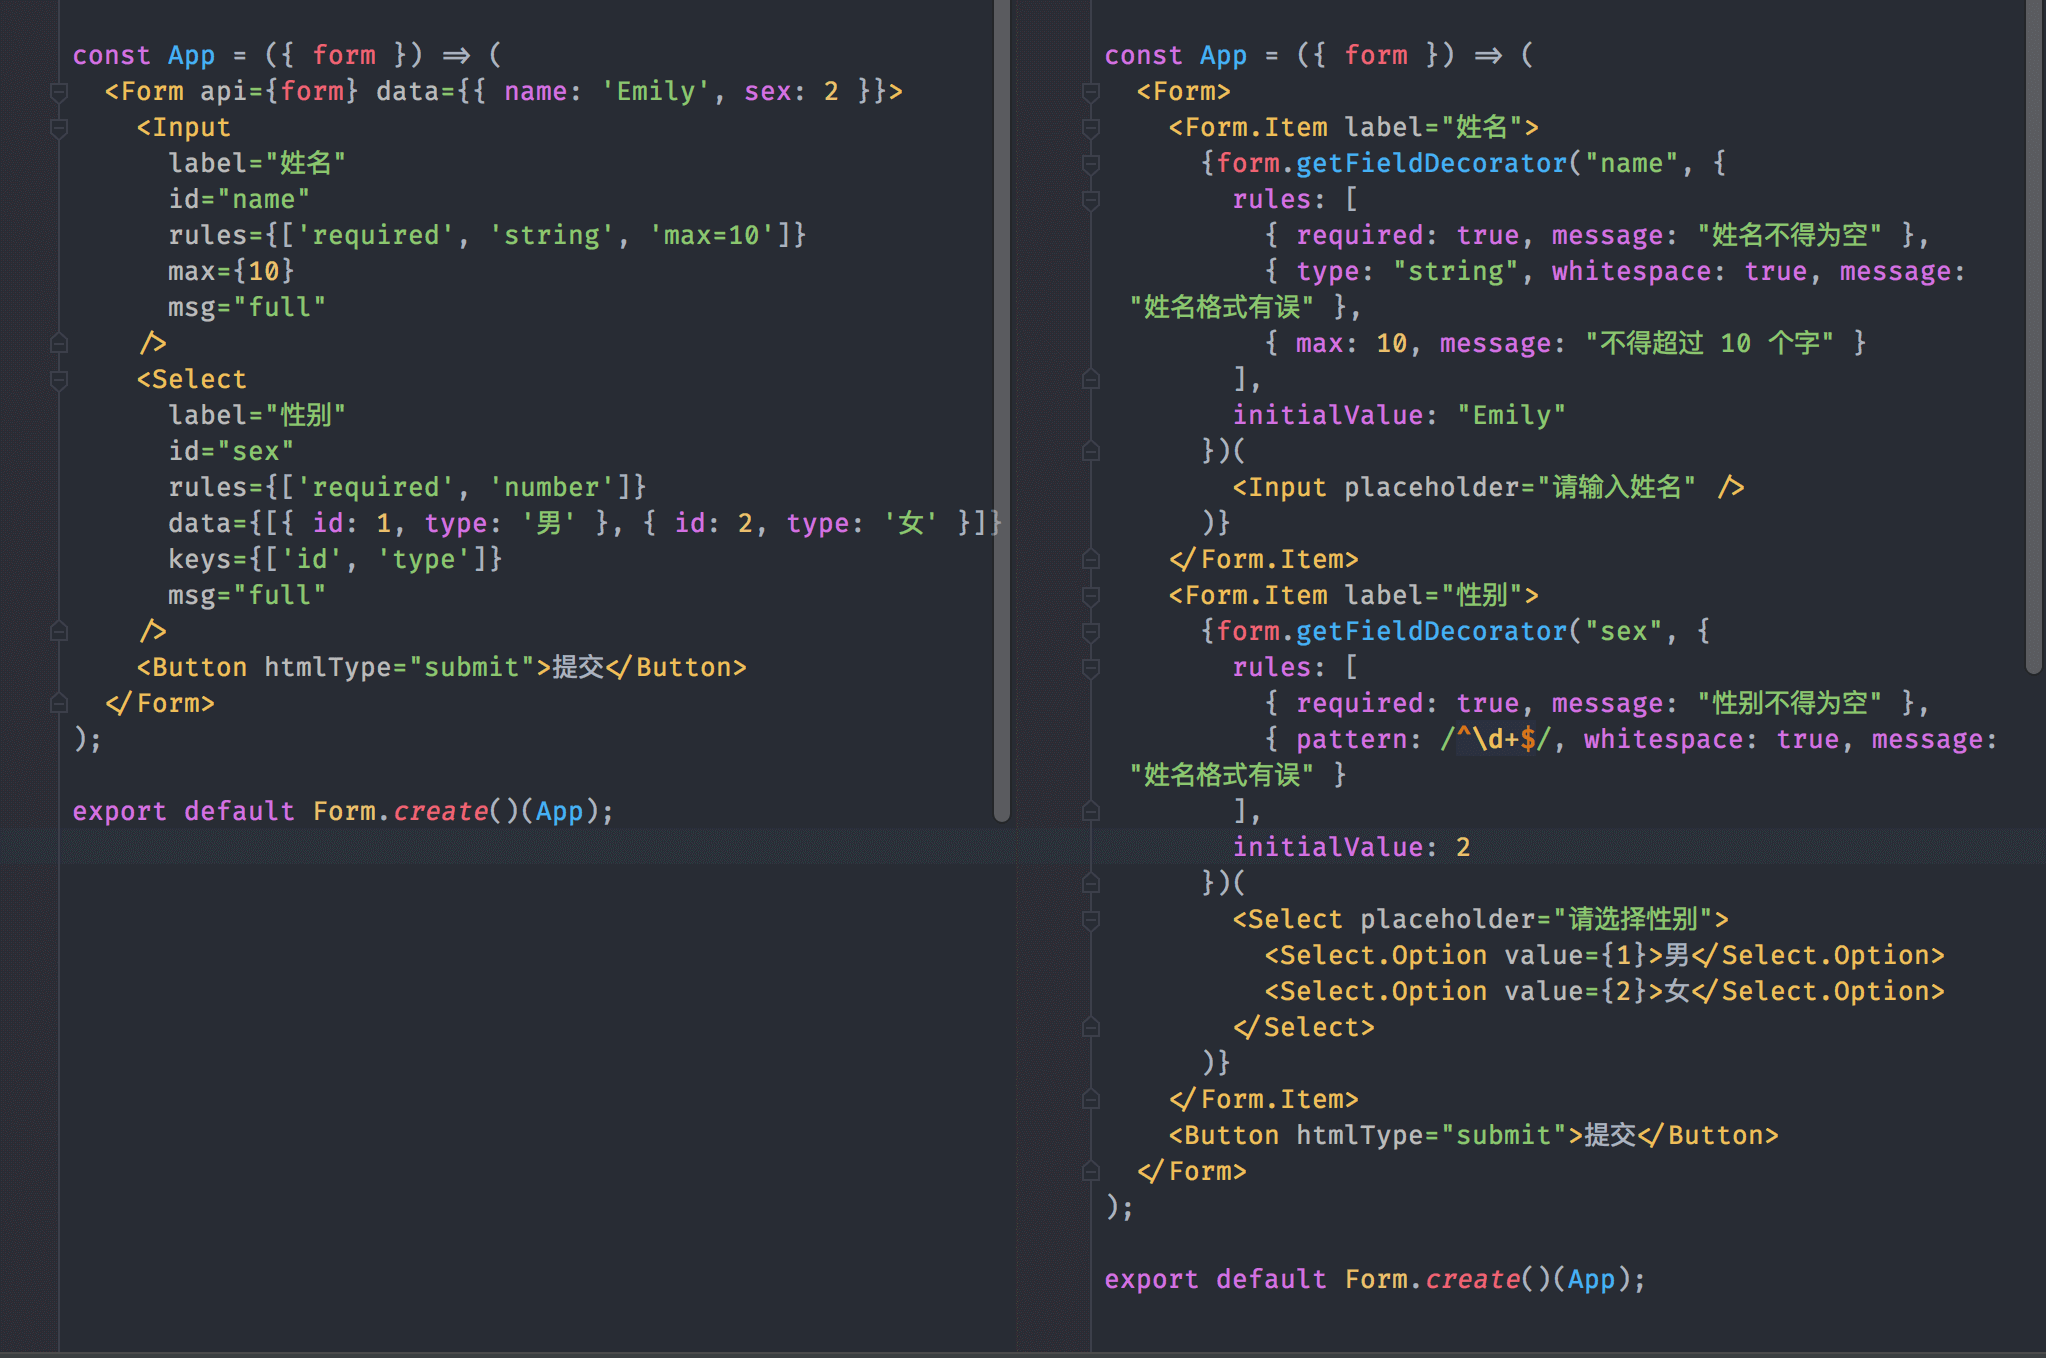 const App = ({ form }) => (
  <Form api={form} data={{ name: 'Emily', sex: 2 }}>
    <Input
      label="姓名"
      id="name"
      rules={['required', 'string', 'max=10']}
      max={10}
      msg="full"
    />
    <Select
      label="性别"
      id="sex"
      rules={['required', 'number']}
      data={[{ id: 1, type: '男' }, { id: 2, type: '女' }]}
      keys={['id', 'type']}
      msg="full"
    />
    <Button htmlType="submit">提交</Button>
  </Form>
);

export default Form.create()(App);

const App = ({ form }) => (
  <Form>
    <Form.Item label="姓名">
      {form.getFieldDecorator("name", {
        rules: [
          { required: true, message: "姓名不得为空" },
          { type: "string", whitespace: true, message:
"姓名格式有误" },
          { max: 10, message: "不得超过 10 个字" }
        ],
        initialValue: "Emily"
      })(
        <Input placeholder="请输入姓名" />
      )}
    </Form.Item>
    <Form.Item label="性别">
      {form.getFieldDecorator("sex", {
        rules: [
          { required: true, message: "性别不得为空" },
          { pattern: /^\d+$/, whitespace: true, message:
"姓名格式有误" }
        ],
        initialValue: 2
      })(
        <Select placeholder="请选择性别">
          <Select.Option value={1}>男</Select.Option>
          <Select.Option value={2}>女</Select.Option>
        </Select>
      )}
    </Form.Item>
    <Button htmlType="submit">提交</Button>
  </Form>
);

export default Form.create()(App);